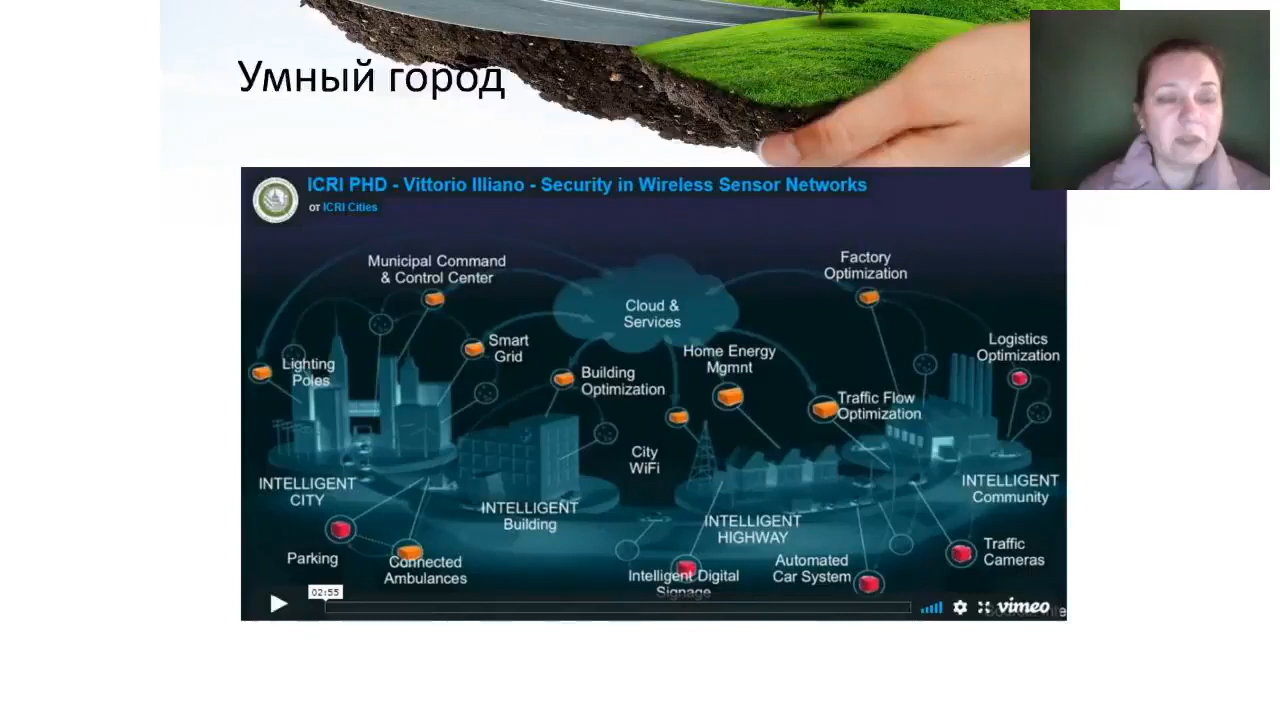 Умный город
ICRI PHD - Vittorio Illiano - Security in Wireless Sensor Networks
от ICRI Cities
Municipal Command
& Control Center
Factory
Optimization
Cloud &
Services
Smart
Grid
Logistics
Optimization
Home Energy
Mgmnt
Lighting
Poles
Building
Optimization
Traffic Flow
Optimization
City
WiFi
INTELLIGENT
CITY
INTELLIGENT
Community
INTELLIGENT
Building
INTELLIGENT
HIGHWAY
Parking
Connected
Ambulances
Traffic
Cameras
Automated
Car System
Intelligent Digital
Signage
02:55
vimeo